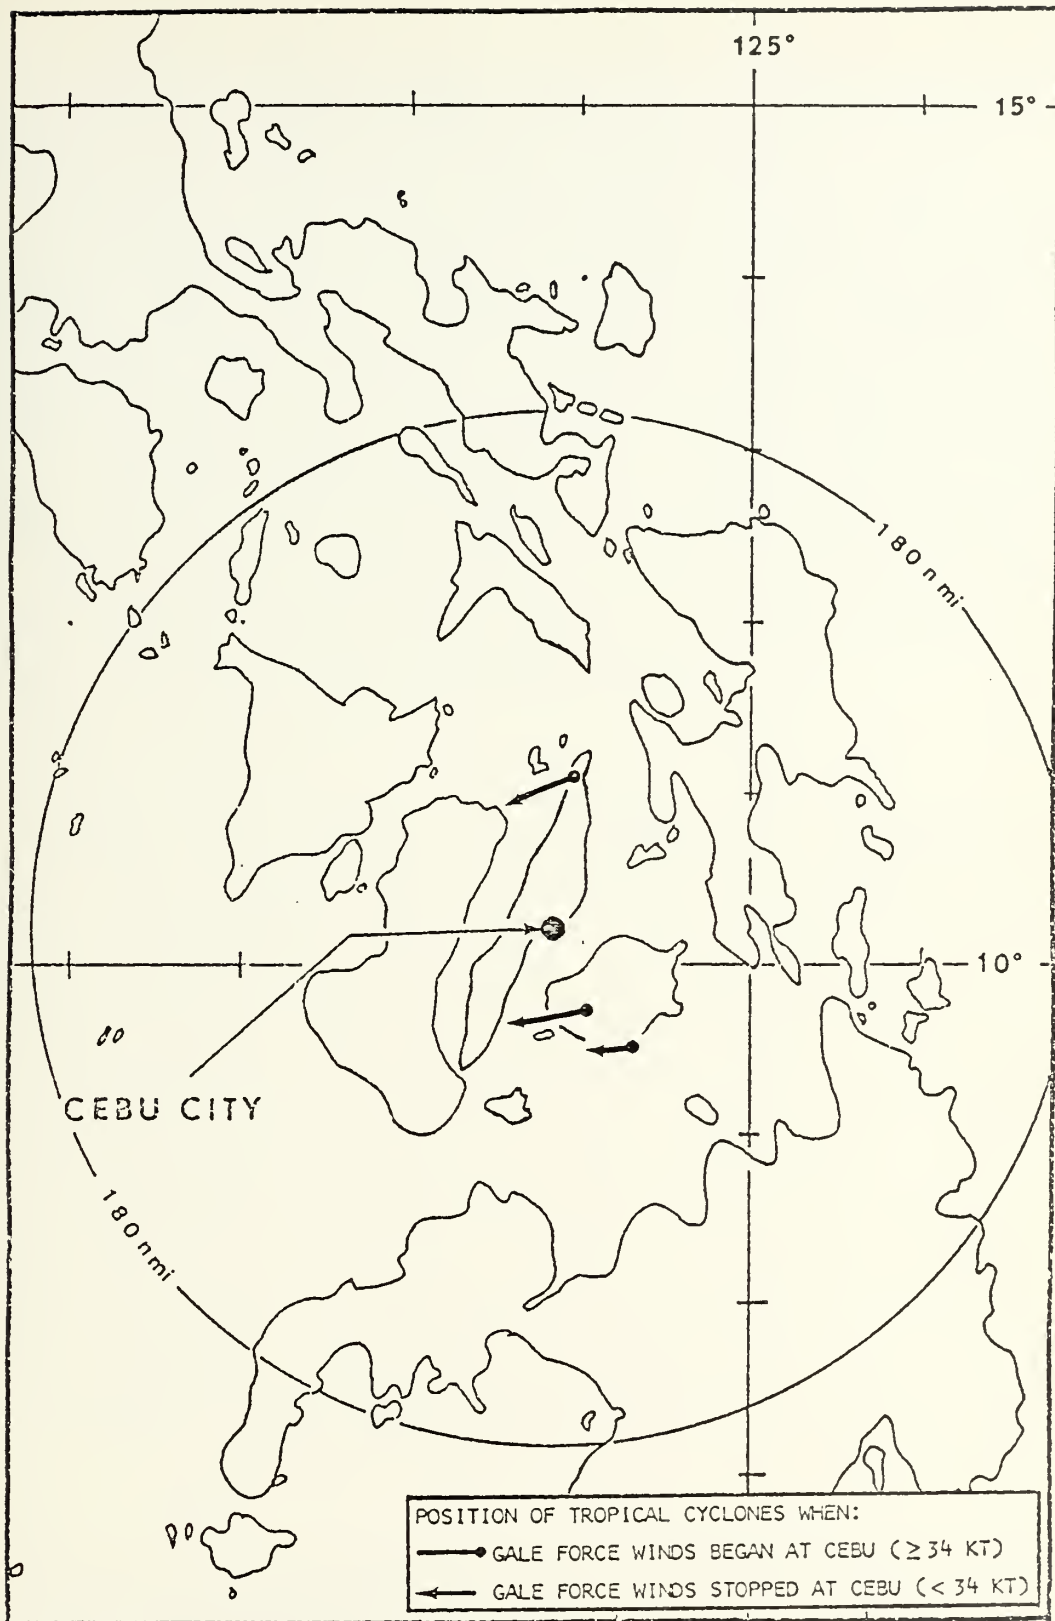 125°
15°
180 n mi
10°
CEBU CITY
180 n mi
POSITION OF TROPICAL CYCLONES WHEN:
GALE FORCE WINDS BEGAN AT CEBU (≥ 34 KT)
GALE FORCE WINDS STOPPED AT CEBU (< 34 KT)